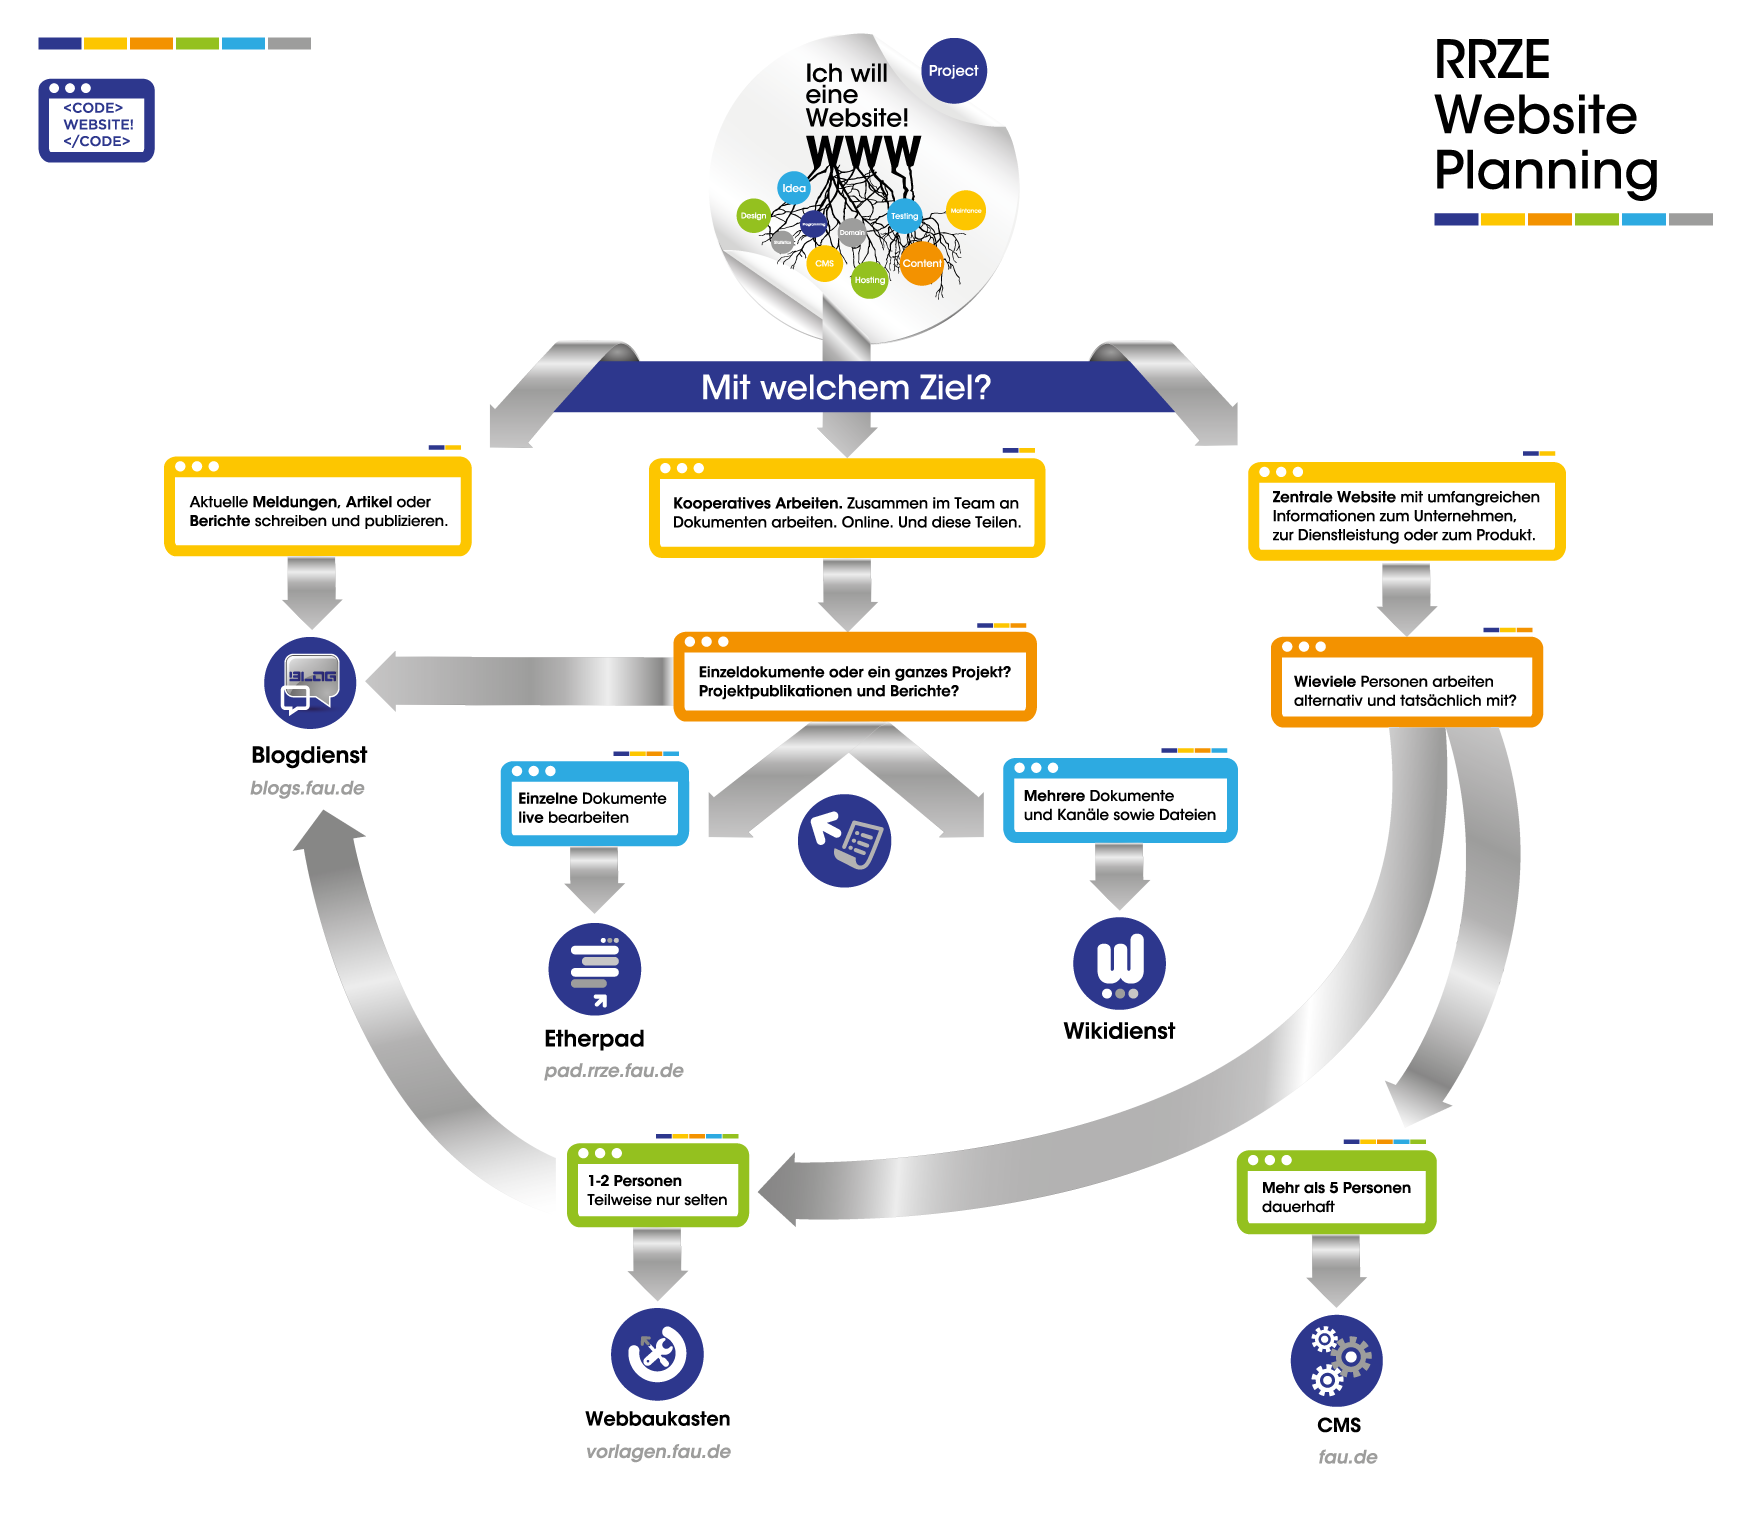 <CODE>
WEBSITE!
</CODE>
RRZE
Website
Planning
Project
Ich will
eine
Website!
WWW
Idea
Design
Programming
Testing
Maintance
Statistics
Domain
CMS
Content
Hosting
Mit welchem Ziel?
Aktuelle Meldungen, Artikel oder
Berichte schreiben und publizieren.
Kooperatives Arbeiten. Zusammen im Team an
Dokumenten arbeiten. Online. Und diese Teilen.
Zentrale Website mit umfangreichen
Informationen zum Unternehmen,
zur Dienstleistung oder zum Produkt.
BLOG
Blogdienst
blogs.fau.de
Einzeldokumente oder ein ganzes Projekt?
Projektpublikationen und Berichte?
Wieviele Personen arbeiten
alternativ und tatsächlich mit?
Einzelne Dokumente
live bearbeiten
Mehrere Dokumente
und Kanäle sowie Dateien
Etherpad
pad.rrze.fau.de
W
Wikidienst
1-2 Personen
Teilweise nur selten
Mehr als 5 Personen
dauerhaft
Webbaukasten
vorlagen.fau.de
CMS
fau.de